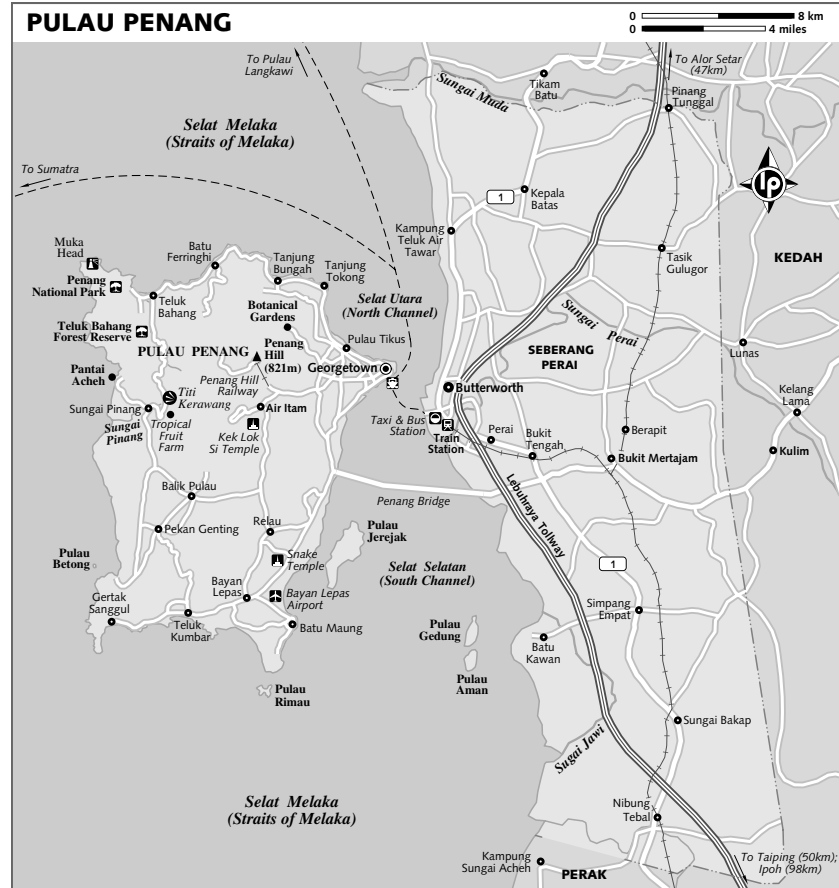 PULAU PENANG
0 8 km
0 4 miles
To Pulau
Langkawi
To Alor Setar
(47km)
Tikam
Batu
Sungai Muda
Pinang
Tunggal
Selat Melaka
(Straits of Melaka)
To Sumatra
1
Kepala
Batas
lp
Kampung
Teluk Air
Tawar
KEDAH
Muka
Head
Batu
Ferringhi
Tanjung
Bungah
Tanjung
Tokong
Tasik
Gulugor
Penang
National Park
Teluk
Bahang
Botanical
Gardens
Selat Utara
(North Channel)
Sungai Perai
Teluk Bahang
Forest Reserve
Pulau Tikus
PULAU PENANG
Penang
Hill
(821m)
SEBERANG
PERAI
Lunas
Georgetown
Pantai
Acheh
Penang Hill
Railway
Butterworth
Kelang
Lama
Titi
Kerawang
Sungai Pinang
Air Itam
Taxi & Bus
Station
Sungai
Pinang
Tropical
Fruit
Farm
Kek Lok
Si Temple
Train
Station
Perai
Bukit
Tengah
Berapit
Bukit Mertajam
Kulim
Lebuhraya Tollway
Balik Pulau
Penang Bridge
Pekan Genting
Relau
Pulau
Jerejak
Pulau
Betong
Snake
Temple
Selat Selatan
(South Channel)
1
Gertak
Sanggul
Bayan
Lepas
Bayan Lepas
Airport
Simpang
Empat
Teluk
Kumbar
Batu Maung
Pulau
Gedung
Batu
Kawan
Pulau
Aman
Pulau
Rimau
Sungai Bakap
Sugai Jawi
Selat Melaka
(Straits of Melaka)
Nibung
Tebal
Kampung
Sungai Acheh
PERAK
To Taiping (50km);
Ipoh (98km)